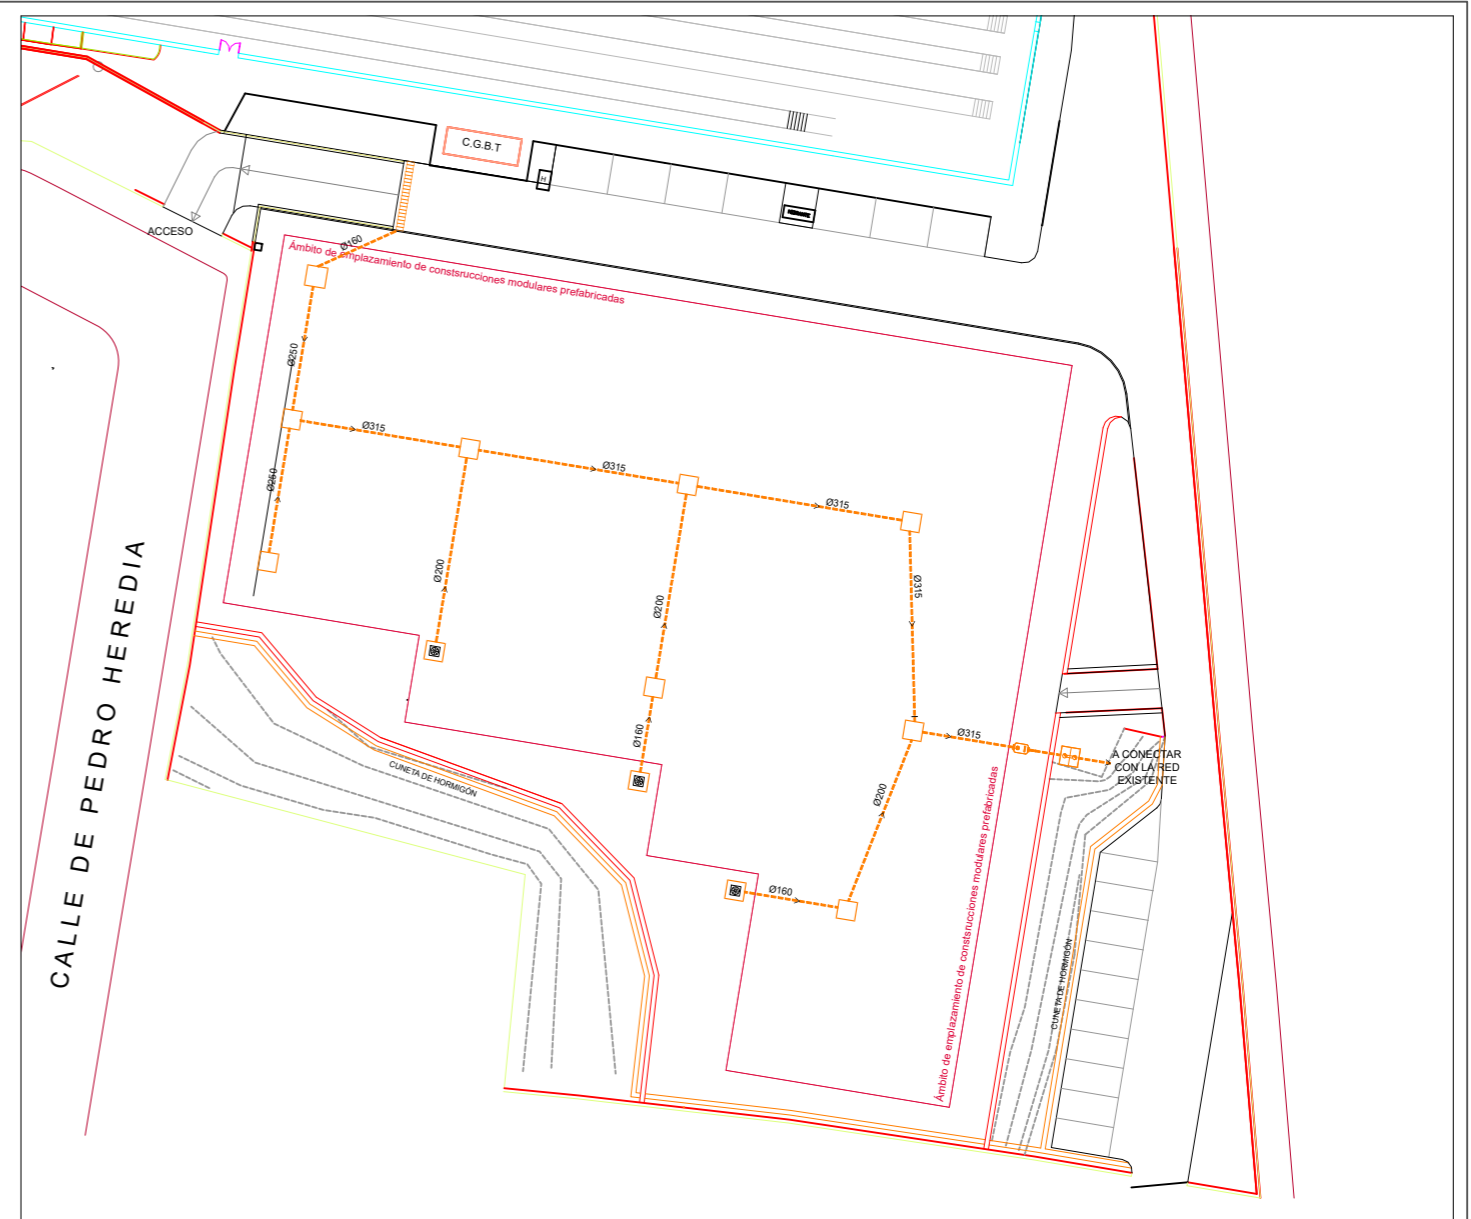 C.G.B.T
H
ACCESO
Ø160
Ámbito de emplazamiento de constsrucciones modulares prefabricadas
Ø250
Ø315
Ø315
Ø315
Ø250
Ø200
Ø200
Ø315
CALLE DE PEDRO HEREDIA
Ø160
Ø315
A CONECTAR
CON LA RED
EXISTENTE
CUNETA DE HORMIGÓN
Ø200
Ø160
Ámbito de emplazamiento de constsrucciones modulares prefabricadas
CUNETA DE HORMIGÓN